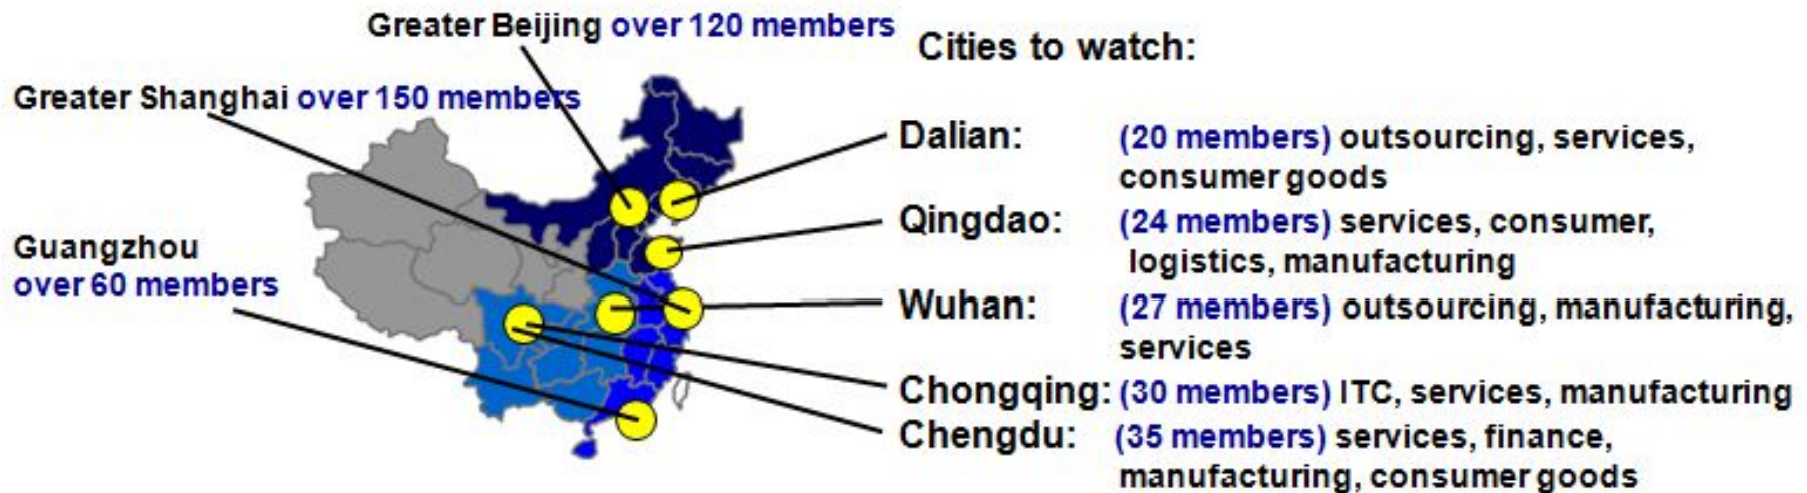 Greater Beijing over 120 members
Greater Shanghai over 150 members
Guangzhou
over 60 members
Cities to watch:
Dalian: (20 members) outsourcing, services,
consumer goods
Qingdao: (24 members) services, consumer,
logistics, manufacturing
Wuhan: (27 members) outsourcing, manufacturing,
services
Chongqing: (30 members) ITC, services, manufacturing
Chengdu: (35 members) services, finance,
manufacturing, consumer goods